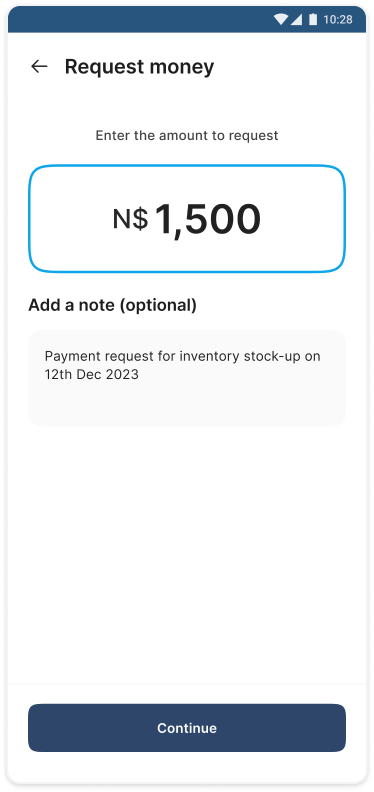 10:28
Request money
Enter the amount to request
N$ 1,500
Add a note (optional)
Payment request for inventory stock-up on
12th Dec 2023
Continue